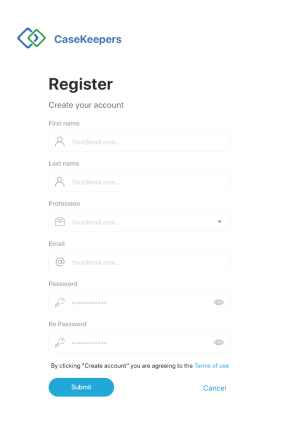 CaseKeepers
Register
Create your account
First name
Your@mail.com...
Last name
Your@mail.com...
Profession
Your@mail.com...
Email
@ Your@mail.com...
Password
------------
Re Password
------------
By clicking "Create account" you are agreeing to the Terms of use
Submit
Cancel